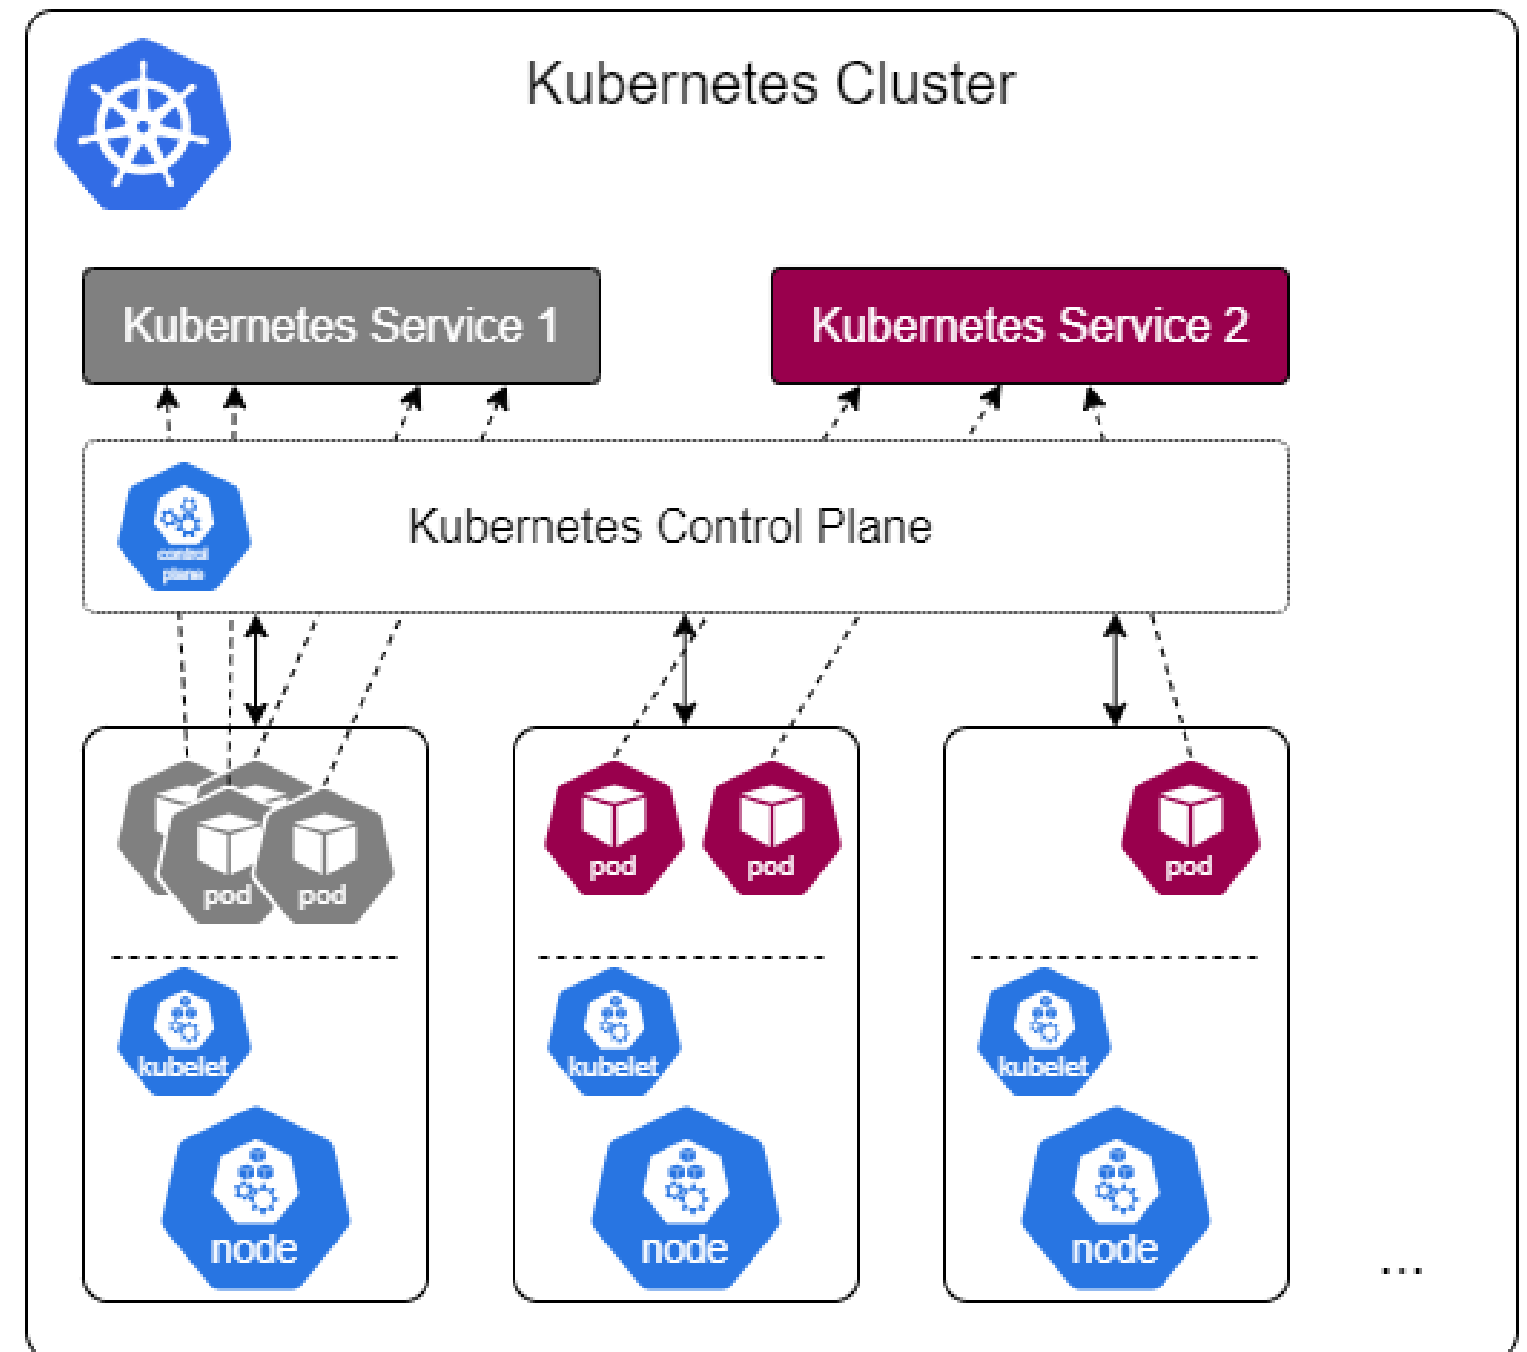 Kubernetes Cluster
Kubernetes Service 1
Kubernetes Service 2
Kubernetes Control Plane
control
plane
pod
pod
pod
pod
pod
kubelet
kubelet
kubelet
node
node
node
...